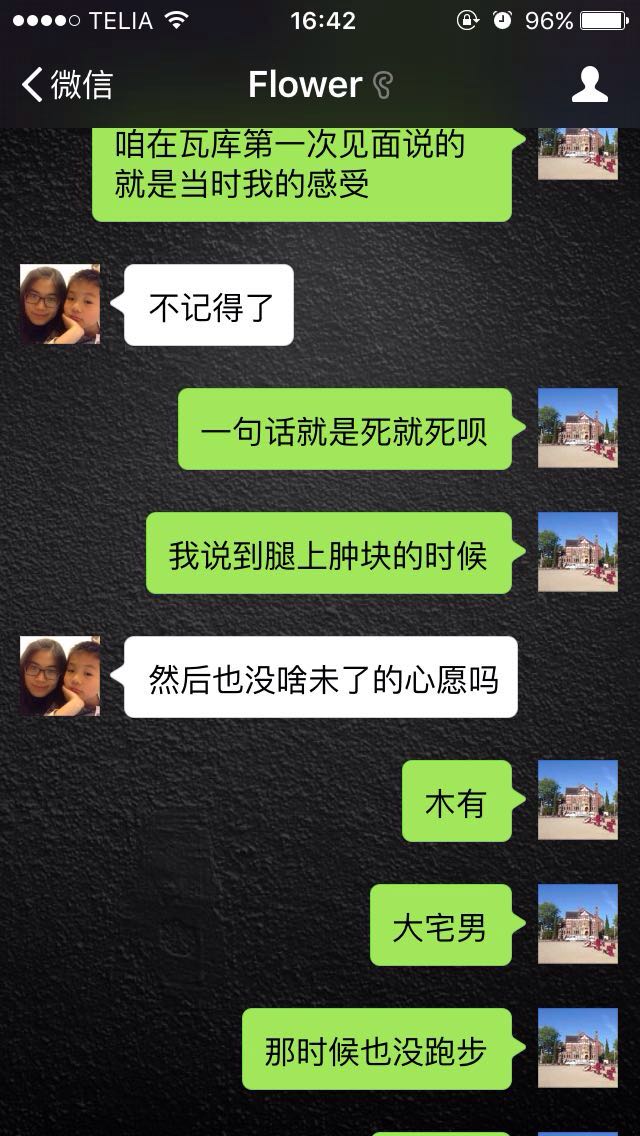 TELIA 16:42 96%
微信 Flower
咱在瓦库第一次见面说的
就是当时我的感受
不记得了
一句话就是死就死呗
我说到腿上肿块的时候
然后也没啥未了的心愿吗
木有
大宅男
那时候也没跑步